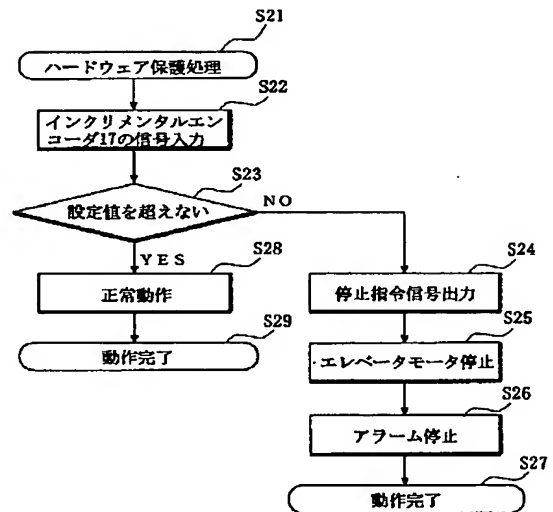 S21
ハードウェア保護処理
S22
インクリメンタルエン
コーダ17の信号入力
S23
設定値を超えない
NO
YES
S28
正常動作
S29
動作完了
S24
停止指令信号出力
S25
エレベータモータ停止
S26
アラーム停止
S27
動作完了